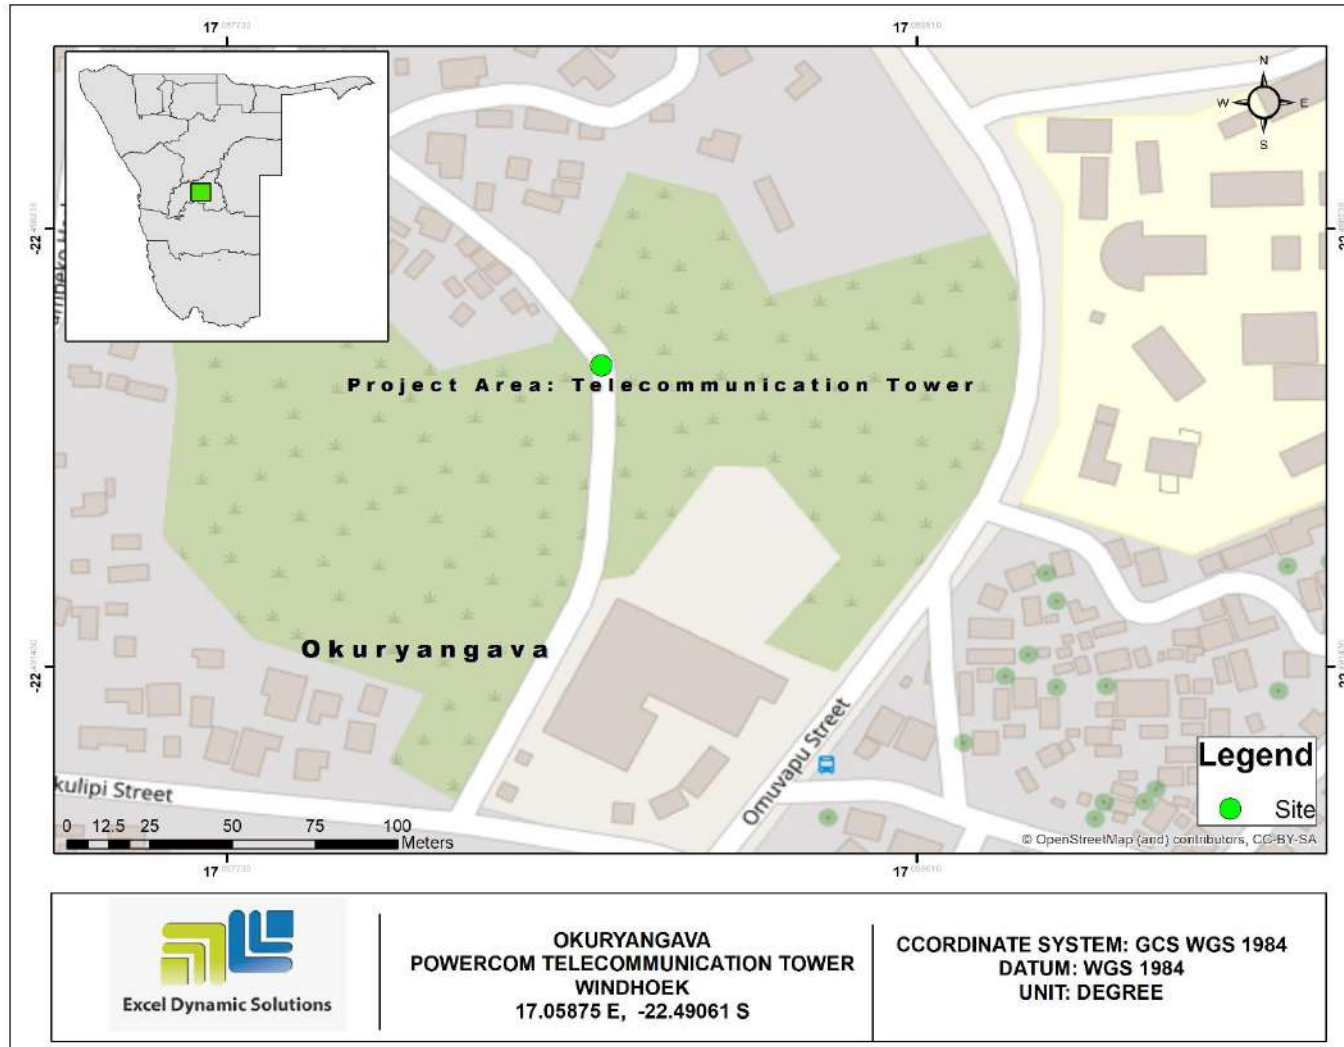 17
17
-22
Project Area: Telecommunication Tower
Okuryangava
kulipi Street
Omuvapu Street
N
W
E
S
Legend
Site
0 12.5 25 50 75 100
Meters
© OpenStreetMap (and) contributors, CC-BY-SA
-22
17
17
Excel Dynamic Solutions
OKURYANGAVA
POWERCOM TELECOMMUNICATION TOWER
WINDHOEK
17.05875 E, -22.49061 S
CCORDINATE SYSTEM: GCS WGS 1984
DATUM: WGS 1984
UNIT: DEGREE